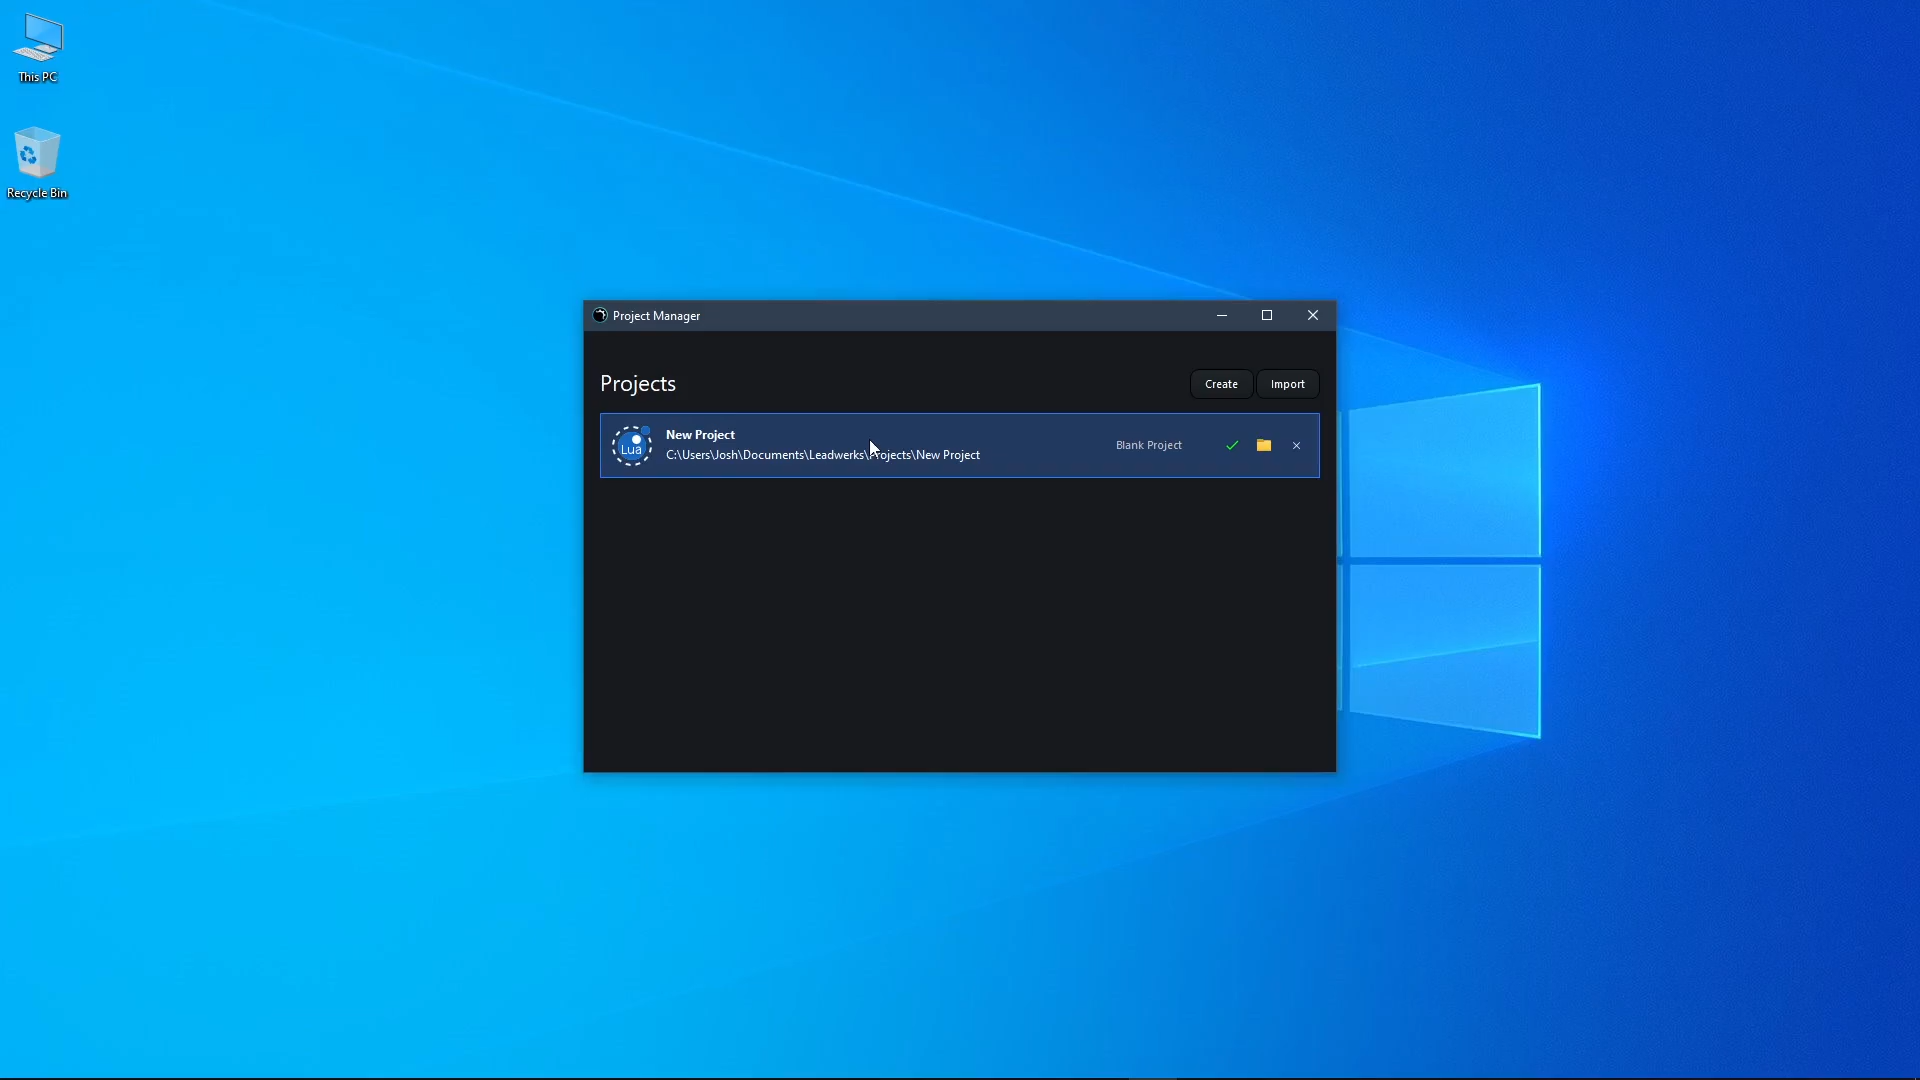 This PC
Recycle Bin
Project Manager
Projects
Create
Import
Lua
New Project
C:\Users\Josh\Documents\Leadwerks\Projects\New Project
Blank Project